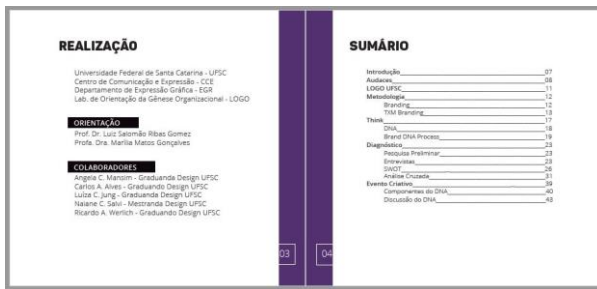 REALIZAÇÃO
Universidade Federal de Santa Catarina - UFSC
Centro de Comunicação e Expressão - CCE
Departamento de Expressão Gráfica - EGR
Lab. de Orientação da Gênese Organizacional - LOGO
ORIENTAÇÃO
Prof. Dr. Luiz Salomão Ribas Gomez
Profa. Dra. Marília Matos Gonçalves
COLABORADORES
Angela C. Mansim - Graduanda Design UFSC
Carlos A. Alves - Graduando Design UFSC
Luíza C. Jung - Graduanda Design UFSC
Naiane C. Salvi - Mestranda Design UFSC
Ricardo A. Werlich - Graduando Design UFSC
03
04
SUMÁRIO
Introdução 07
Audaces 08
LOGO UFSC 11
Metodologia 12
Branding 12
TXM Branding 13
Think 17
DNA 18
Brand DNA Process 19
Diagnóstico 23
Pesquisa Preliminar 23
Entrevistas 23
SWOT 26
Análise Cruzada 31
Evento Criativo 39
Componentes do DNA 40
Discussão do DNA 43